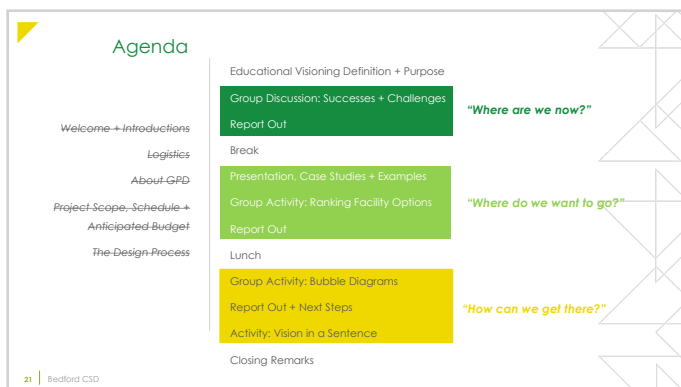 Agenda
Welcome + Introductions
Logistics
About GPD
Project Scope, Schedule +
Anticipated Budget
The Design Process
Educational Visioning Definition + Purpose
Group Discussion: Successes + Challenges
Report Out
Break
Presentation, Case Studies + Examples
Group Activity: Ranking Facility Options
Report Out
Lunch
Group Activity: Bubble Diagrams
Report Out + Next Steps
Activity: Vision in a Sentence
Closing Remarks
“Where are we now?”
“Where do we want to go?”
“How can we get there?”
21 Bedford CSD